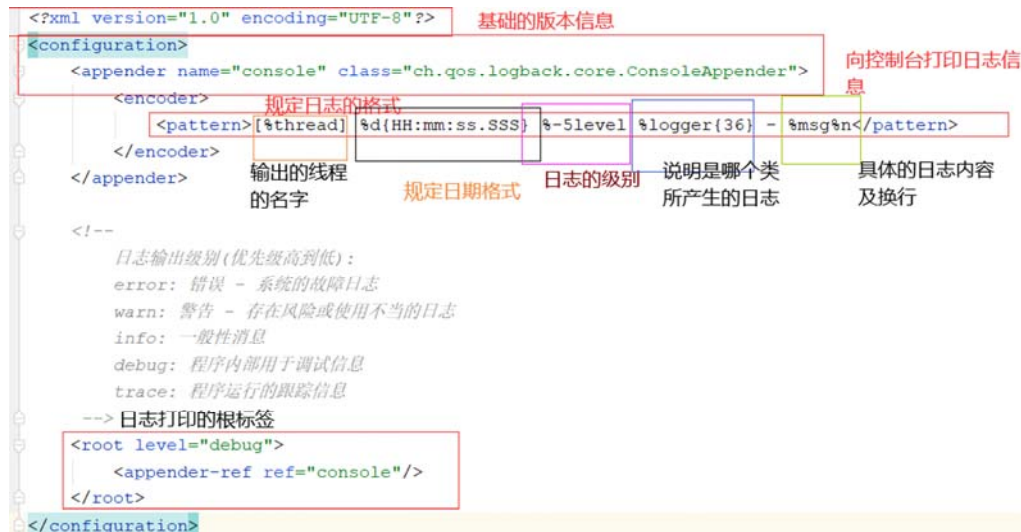 <?xml version="1.0" encoding="UTF-8"?> 基础的版本信息
<configuration>
<appender name="console" class="ch.qos.logback.core.ConsoleAppender"> 向控制台打印日志信
息
<encoder>
规定日志的格式
<pattern>[%thread] %d{HH:mm:ss.SSS} %-5level %logger{36} - %msg%n</pattern>
</encoder>
</appender>
输出的线程
的名字
规定日期格式
日志的级别
说明是哪个类
所产生的日志
具体的日志内容
及换行
<!--
日志输出级别(优先级高到低):
error: 错误 - 系统的故障日志
warn: 警告 - 存在风险或使用不当的日志
info: 一般性消息
debug: 程序内部用于调试信息
trace: 程序运行的跟踪信息
--> 日志打印的根标签
<root level="debug">
<appender-ref ref="console"/>
</root>
</configuration>